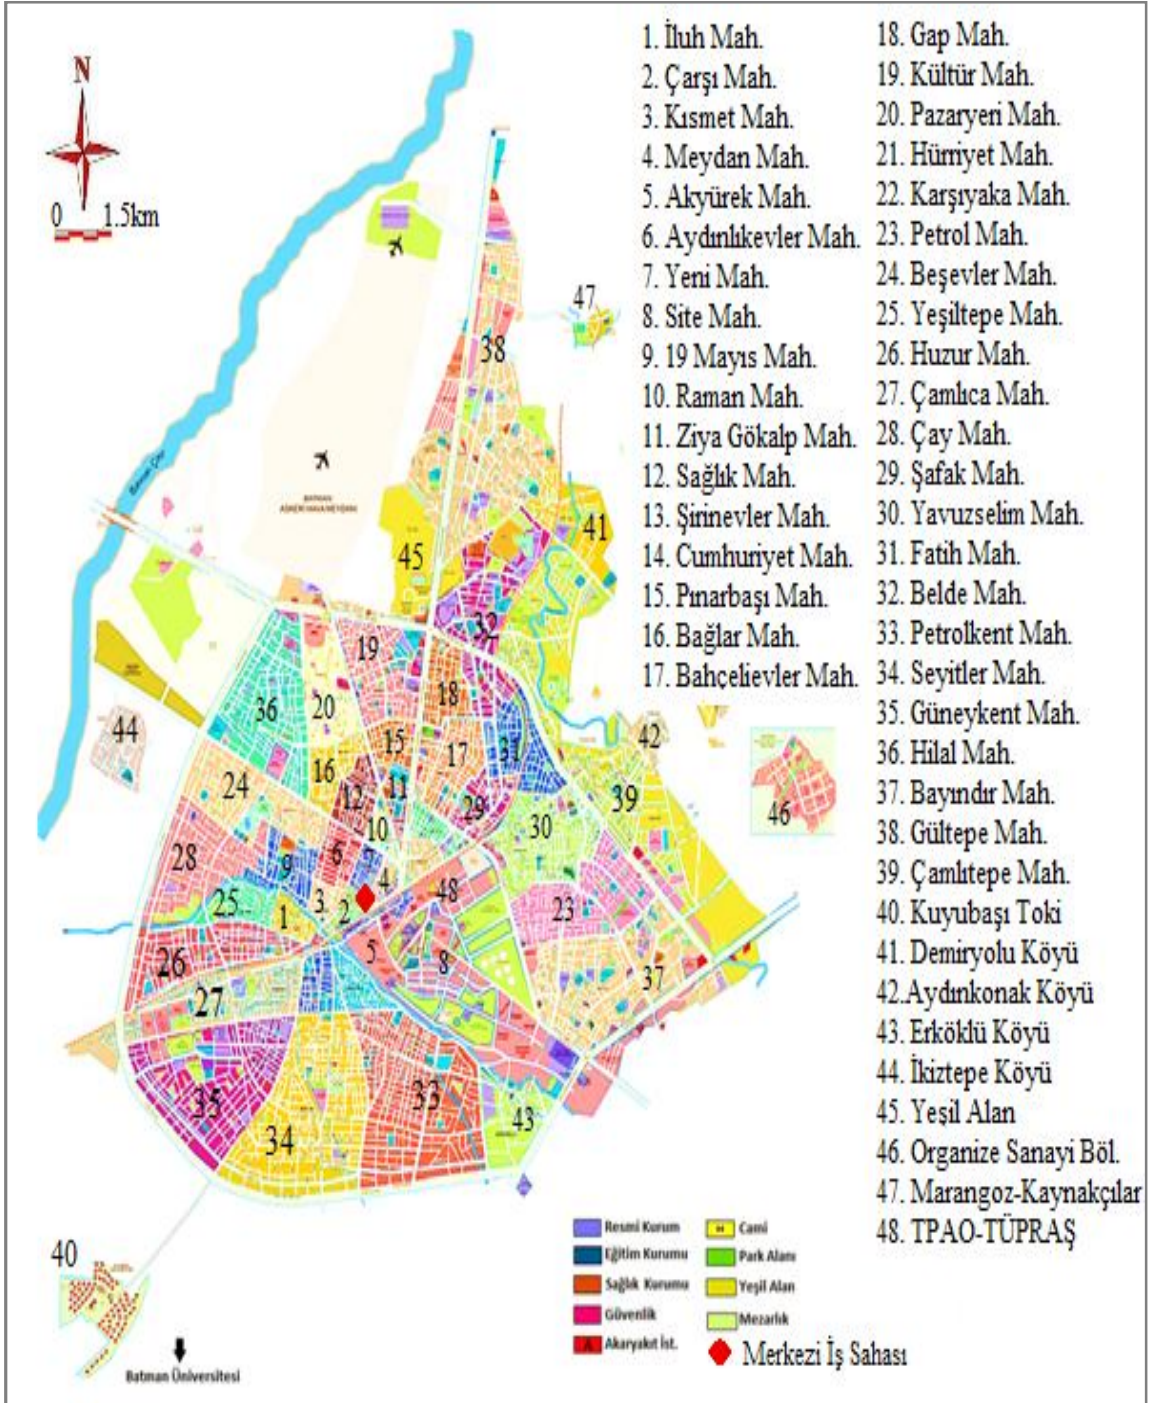 N
0 1.5km
1. İluh Mah.
2. Çarşı Mah.
3. Kısmet Mah.
4. Meydan Mah.
5. Akyürek Mah.
6. Aydınlıkevler Mah.
7. Yeni Mah.
8. Site Mah.
9. 19 Mayıs Mah.
10. Raman Mah.
11. Ziya Gökalp Mah.
12. Sağlık Mah.
13. Şirinevler Mah.
14. Cumhuriyet Mah.
15. Pınarbaşı Mah.
16. Bağlar Mah.
17. Bahçelievler Mah.
18. Gap Mah.
19. Kültür Mah.
20. Pazaryeri Mah.
21. Hürriyet Mah.
22. Karşıyaka Mah.
23. Petrol Mah.
24. Beşevler Mah.
25. Yeşiltepe Mah.
26. Huzur Mah.
27. Çamlıca Mah.
28. Çay Mah.
29. Şafak Mah.
30. Yavuzselim Mah.
31. Fatih Mah.
32. Belde Mah.
33. Petrolkent Mah.
34. Seyitler Mah.
35. Güneykent Mah.
36. Hilal Mah.
37. Bayındır Mah.
38. Gültepe Mah.
39. Çamlıtepe Mah.
40. Kuyubaşı Toki
41. Demiryolu Köyü
42.Aydınkonak Köyü
43. Erköklü Köyü
44. İkiztepe Köyü
45. Yeşil Alan
46. Organize Sanayi Böl.
47. Marangoz-Kaynakçılar
48. TPAO-TÜPRAŞ
47
38
Batman Çayı
BATMAN
ASKERİ HAVA MEYDANI
45
41
32
19
36
20
18
44
15
17
31
42
16
24
12
11
29
39
46
10
30
28
9
6
7
4
48
25
1
3
2
23
5
8
26
37
27
35
33
34
43
40
Batman Üniversitesi
Resmi Kurum
Eğitim Kurumu
Sağlık Kurumu
Güvenlik
Akaryakıt İst.
Cami
Park Alanı
Yeşil Alan
Mezarlık
Merkezi İş Sahası